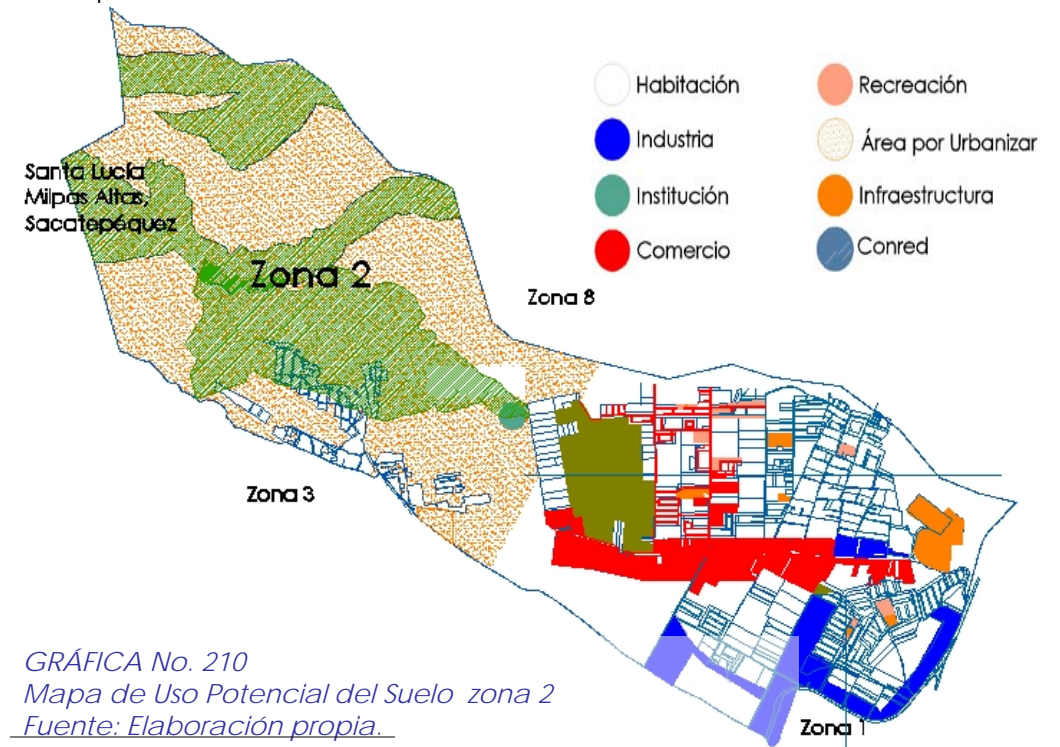 Habitación
Recreación
Industria
Área por Urbanizar
Institución
Infraestructura
Comercio
Conred
Santa Lucía
Milpas Altas,
Sacatepéquez
Zona 2
Zona 8
Zona 3
Zona 1
GRÁFICA No. 210
Mapa de Uso Potencial del Suelo zona 2
Fuente: Elaboración propia.